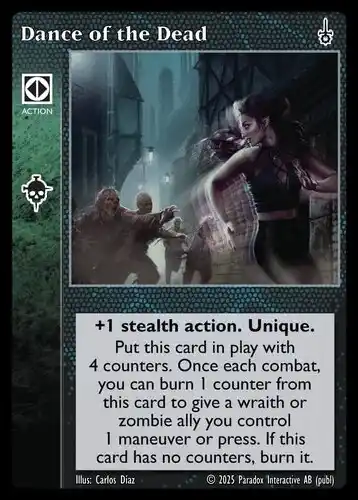 Dance of the Dead
ACTION
+1 stealth action. Unique.
Put this card in play with
4 counters. Once each combat,
you can burn 1 counter from
this card to give a wraith or
zombie ally you control
1 maneuver or press. If this
card has no counters, burn it.
Illus: Carlos Díaz
© 2025 Paradox Interactive AB (publ)